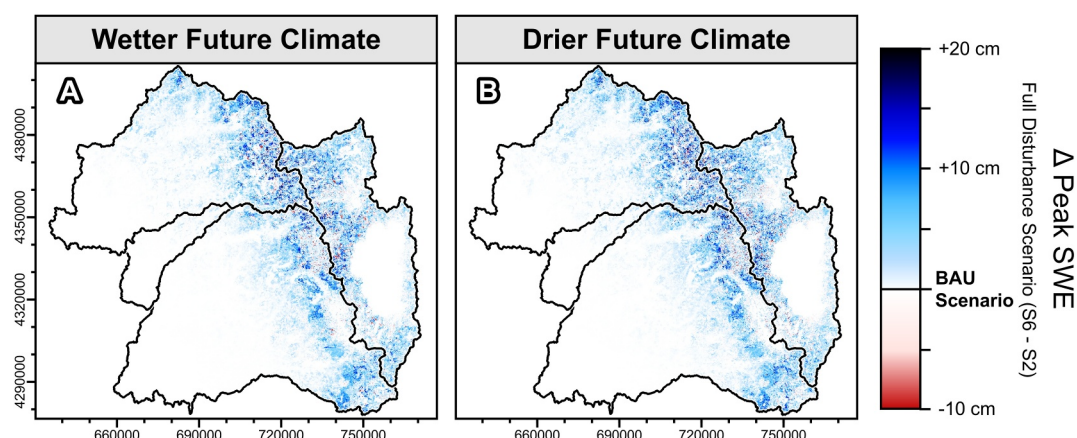 Wetter Future Climate
Drier Future Climate
A
B
4380000
4350000
4320000
4290000
660000
690000
720000
750000
660000
690000
720000
750000
+20 cm
+10 cm
BAU
Scenario
-10 cm
Full Disturbance Scenario (S6 - S2)
Δ Peak SWE